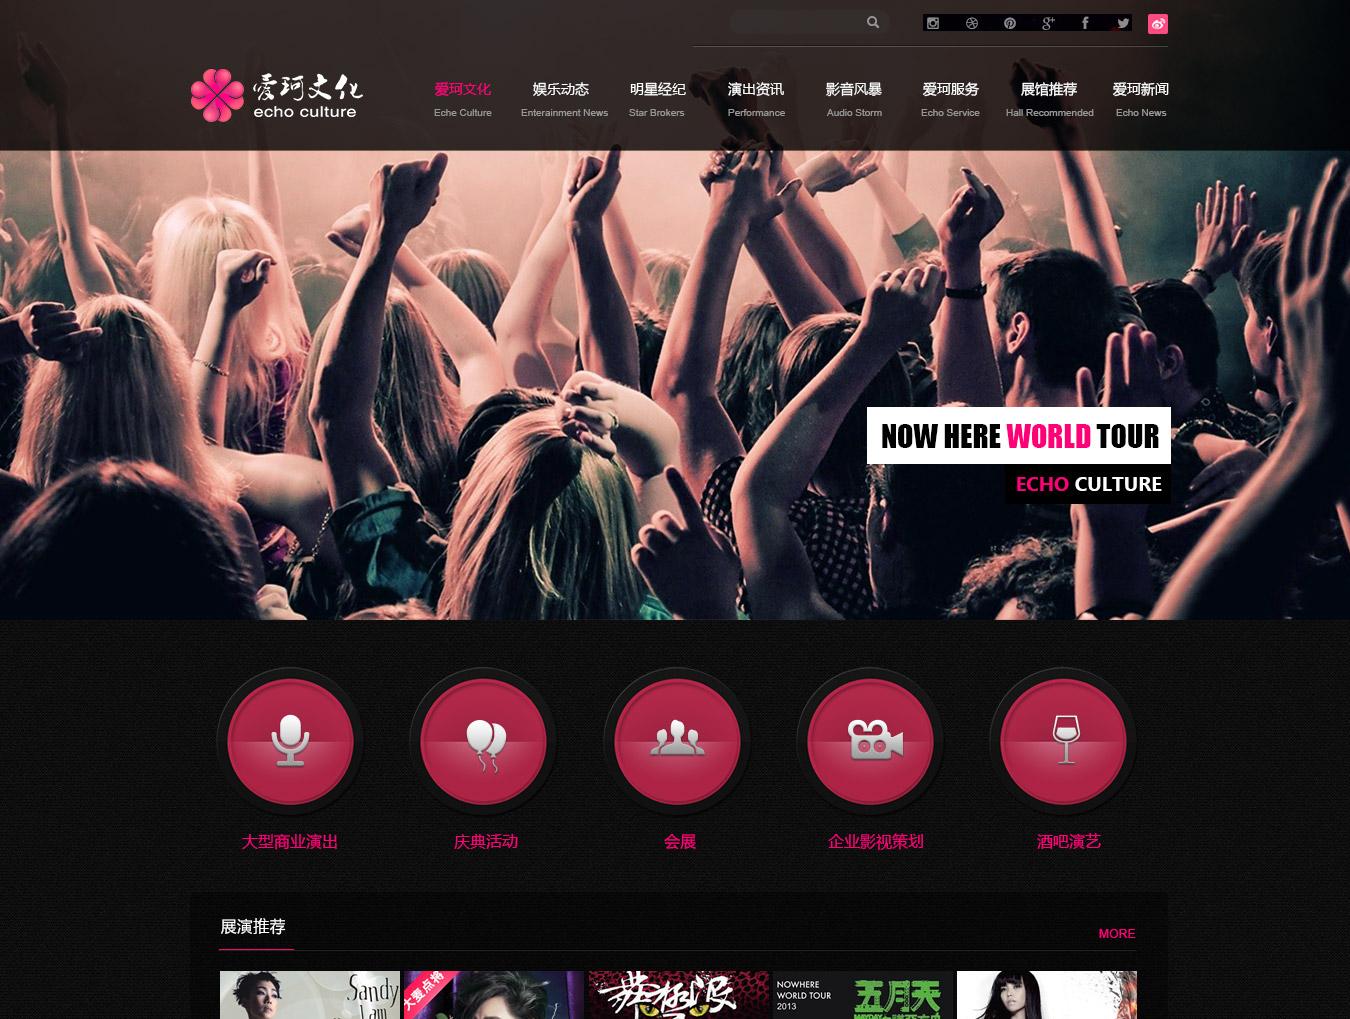 爱珂文化
echo culture
爱珂文化 娱乐动态 明星经纪 演出资讯 影音风暴 爱珂服务 展馆推荐 爱珂新闻
Eche Culture Enterainment News Star Brokers Performance Audio Storm Echo Service Hall Recommended Echo News
NOW HERE WORLD TOUR
ECHO CULTURE
大型商业演出 庆典活动 会展 企业影视策划 酒吧演艺
展演推荐
MORE
Sandy
Lam
大麦点将
NOWHERE
WORLD TOUR
2013
五月天